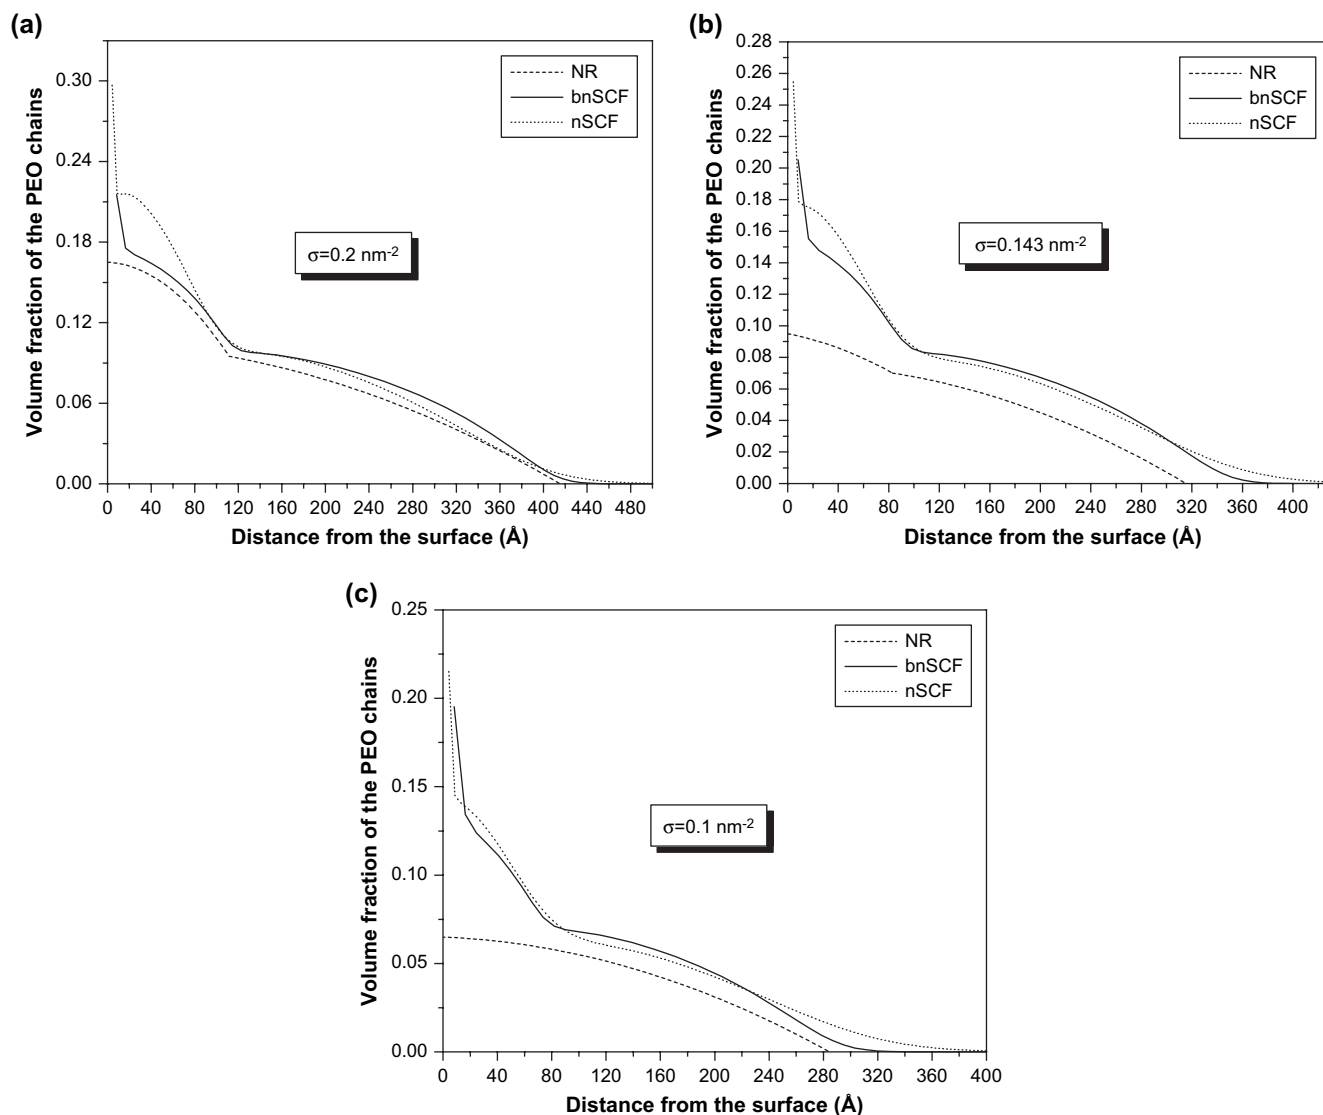 (a)
Volume fraction of the PEO chains
0.30
0.24
0.18
0.12
0.06
0.00
NR
bnSCF
nSCF
σ=0.2 nm-2
0 40 80 120 160 200 240 280 320 360 400 440 480
Distance from the surface (Å)
(b)
Volume fraction of the PEO chains
0.28
0.26
0.24
0.22
0.20
0.18
0.16
0.14
0.12
0.10
0.08
0.06
0.04
0.02
0.00
NR
bnSCF
nSCF
σ=0.143 nm-2
0 40 80 120 160 200 240 280 320 360 400
Distance from the surface (Å)
(c)
Volume fraction of the PEO chains
0.25
0.20
0.15
0.10
0.05
0.00
NR
bnSCF
nSCF
σ=0.1 nm-2
0 40 80 120 160 200 240 280 320 360 400
Distance from the surface (Å)